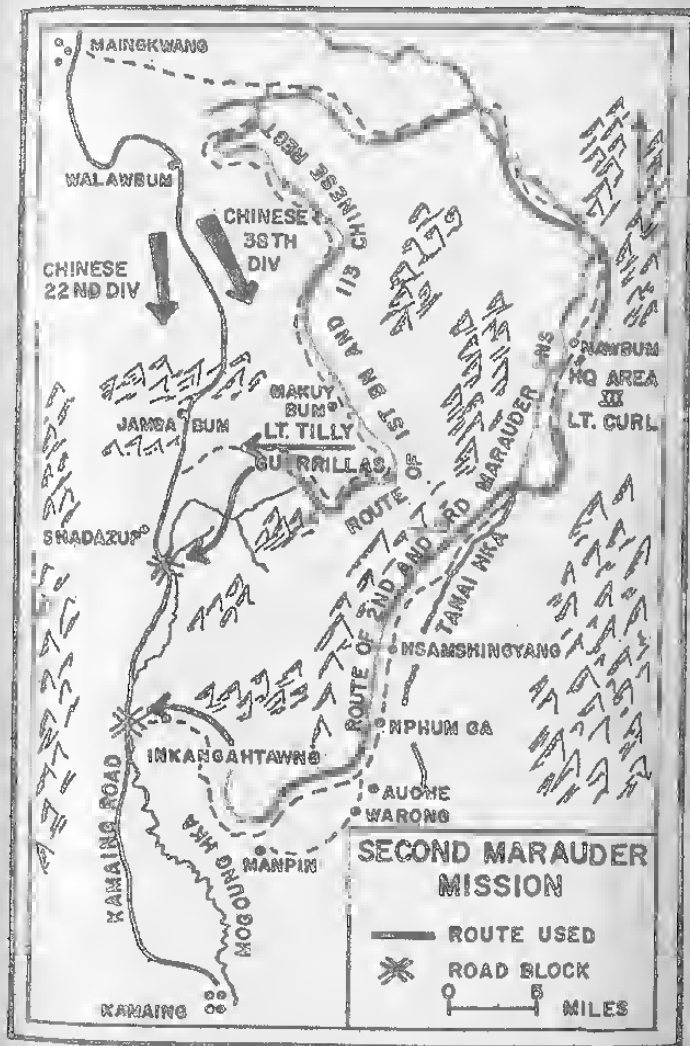 MAINGKWANG
WALAWBUM
CHINESE
38TH
DIV
CHINESE
22ND DIV
ROUTE OF 1ST BN AND 113 CHINESE REGT
NAWBUM
HQ AREA
LT. CURL
MAKUY
BUM
LT. TILLY
GUERRILLAS
JAMBA BUM
SHADAZUP
ROUTE OF 2ND AND 3RD MARAUDER BNS
TANAI HKA
HSAMSHINGYANG
NPHUM GA
INKANGAHTAWNG
AUCHE
WARONG
MANPIN
KAMAING ROAD
MOGOUNG HKA
KAMAING
SECOND MARAUDER
MISSION
ROUTE USED
ROAD BLOCK
0 5
MILES